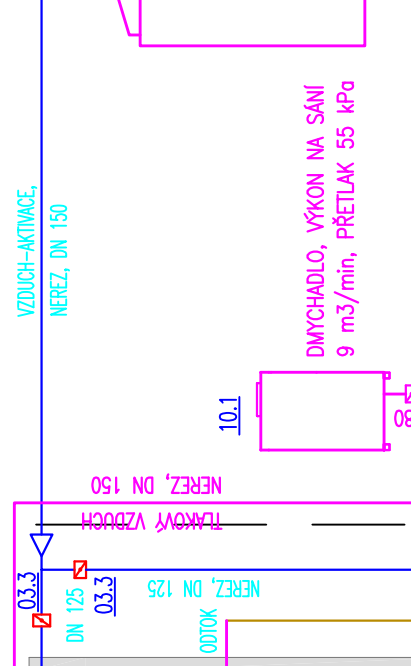 VZDUCH-AKTIVACE,
NEREZ, DN 150
DMYCHADLO, VÝKON NA SÁNÍ
9 m3/min, PŘETLAK 55 kPa
10.1
80
NEREZ, DN 150
TLAKOVÝ VZDUCH
03.3
DN 125
03.3
NEREZ, DN 125
ODTOK